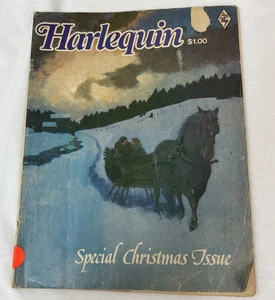 Harlequin
$1.00
Special Christmas Issue